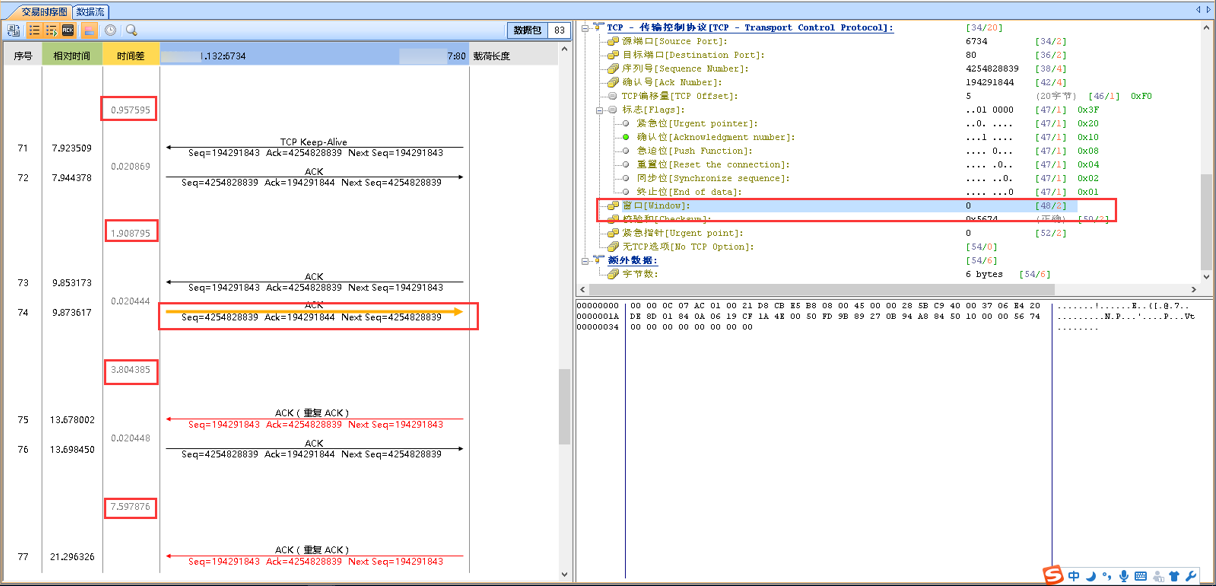 交易时序图 数据流
数据包 83
序号 相对时间 时间差 1.132:6734 7:80 载荷长度
0.957595
TCP Keep-Alive
71 7.923509 Seq=194291843 Ack=4254828839 Next Seq=194291843
0.020869
ACK
72 7.944378 Seq=4254828839 Ack=194291844 Next Seq=4254828839
1.908795
ACK
73 9.853173 Seq=194291843 Ack=4254828839 Next Seq=194291843
0.020444
ACK
74 9.873617 Seq=4254828839 Ack=194291844 Next Seq=4254828839
3.804385
ACK（重复 ACK）
75 13.678002 Seq=194291843 Ack=4254828839 Next Seq=194291843
0.020448
ACK
76 13.698450 Seq=4254828839 Ack=194291844 Next Seq=4254828839
7.597876
ACK（重复 ACK）
77 21.296326 Seq=194291843 Ack=4254828839 Next Seq=194291843
TCP - 传输控制协议[TCP - Transport Control Protocol]: [34/20]
源端口[Source Port]: 6734 [34/2]
目标端口[Destination Port]: 80 [36/2]
序列号[Sequence Number]: 4254828839 [38/4]
确认号[Ack Number]: 194291844 [42/4]
TCP偏移量[TCP Offset]: 5 (20字节) [46/1] 0xF0
标志[Flags]: ..01 0000 [47/1] 0x3F
紧急位[Urgent pointer]: ..0. .... [47/1] 0x20
确认位[Acknowledgment number]: ...1 .... [47/1] 0x10
急迫位[Push Function]: .... 0... [47/1] 0x08
重置位[Reset the connection]: .... .0.. [47/1] 0x04
同步位[Synchronize sequence]: .... ..0. [47/1] 0x02
终止位[End of data]: .... ...0 [47/1] 0x01
窗口[Window]: 0 [48/2]
校验和[Checksum]: 0x5674 (正确) [50/2]
紧急指针[Urgent point]: 0 [52/2]
无TCP选项[No TCP Option]: [54/0]
额外数据: [54/6]
字节数: 6 bytes [54/6]
00000000 00 00 0C 07 AC 01 00 21 D8 CB E5 B8 08 00 45 00 00 28 5B C9 40 00 37 06 E4 20 .......!......E..([.@.7..
0000001A DE 8D 01 84 0A 06 19 CF 1A 4E 00 50 FD 9B 89 27 0B 94 A8 84 50 10 00 00 56 74 .........N.P...'....P...Vt
00000034 00 00 00 00 00 00 00 00 ........
中